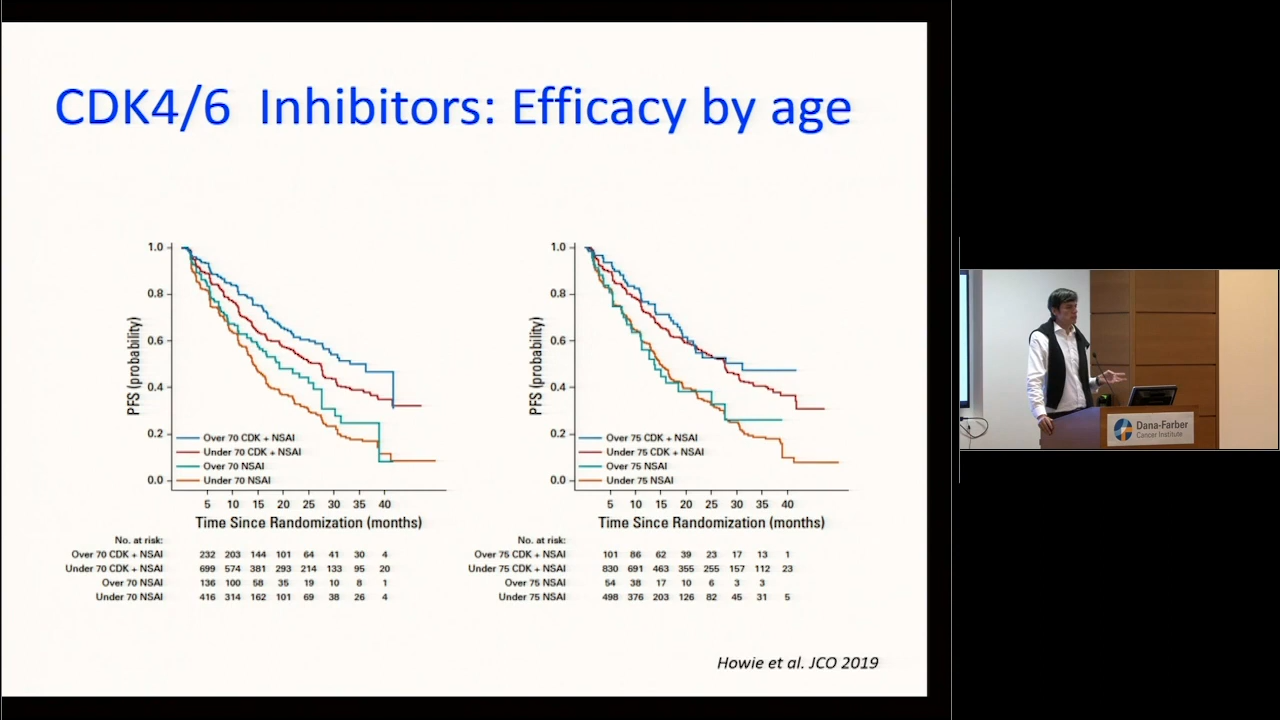 CDK4/6 Inhibitors: Efficacy by age
PFS (probability)
1.0
0.8
0.6
0.4
0.2
0.0
Over 70 CDK + NSAI
Under 70 CDK + NSAI
Over 70 NSAI
Under 70 NSAI
5 10 15 20 25 30 35 40
Time Since Randomization (months)
No. at risk:
Over 70 CDK + NSAI 232 203 144 101 64 41 30 4
Under 70 CDK + NSAI 699 574 381 293 214 133 95 20
Over 70 NSAI 136 100 58 35 19 10 8 1
Under 70 NSAI 416 314 162 101 69 38 26 4
PFS (probability)
1.0
0.8
0.6
0.4
0.2
0.0
Over 75 CDK + NSAI
Under 75 CDK + NSAI
Over 75 NSAI
Under 75 NSAI
5 10 15 20 25 30 35 40
Time Since Randomization (months)
No. at risk:
Over 75 CDK + NSAI 101 86 62 39 23 17 13 1
Under 75 CDK + NSAI 830 691 463 355 255 157 112 23
Over 75 NSAI 54 38 17 10 6 3 3
Under 75 NSAI 498 376 203 126 82 45 31 5
Howie et al. JCO 2019
Dana-Farber
Cancer Institute